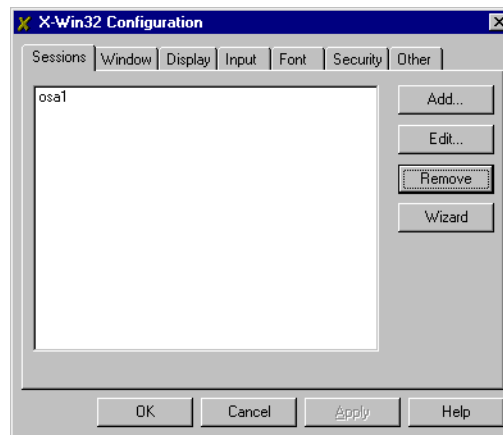 X-Win32 Configuration
Sessions Window Display Input Font Security Other
osa1
Add...
Edit...
Remove
Wizard
OK Cancel Apply Help